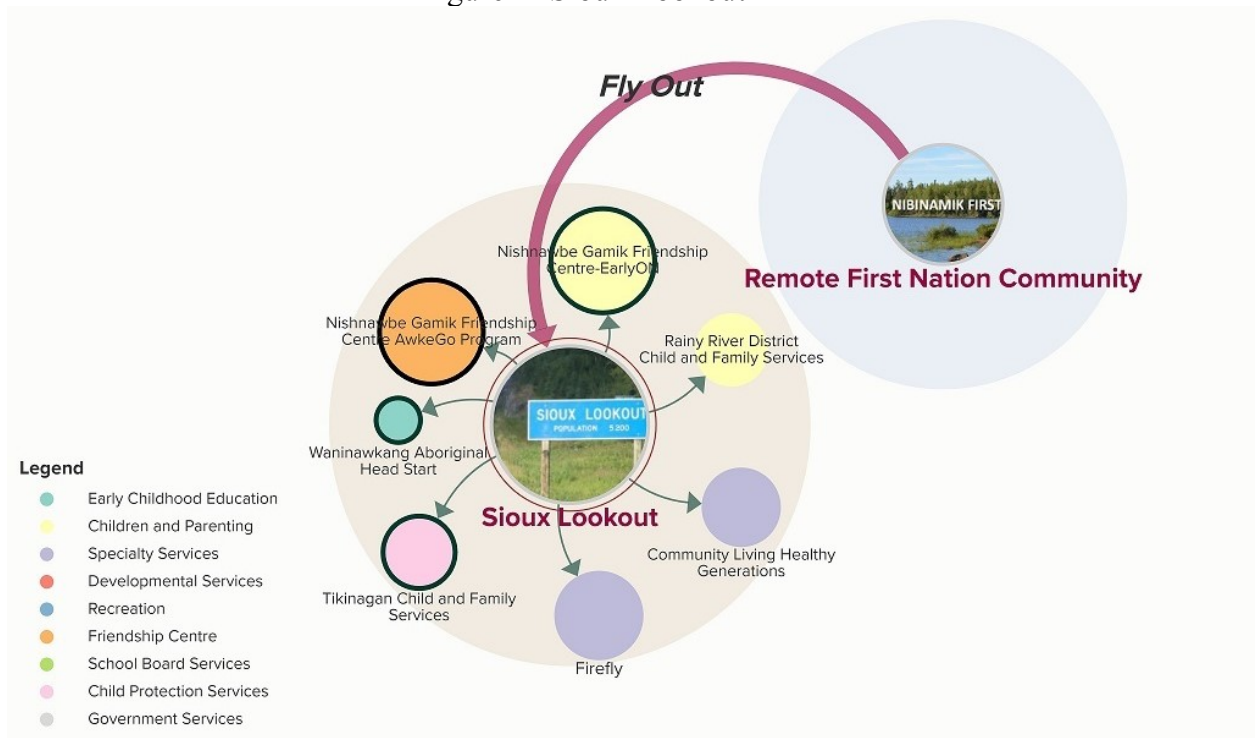 Fly Out
NIBINAMIK FIRST
Remote First Nation Community
Nishnawbe Gamik Friendship
Centre-EarlyON
Nishnawbe Gamik Friendship
Centre AwkeGo Program
Rainy River District
Child and Family Services
SIOUX LOOKOUT
POPULATION 5200
Waninawkang Aboriginal
Head Start
Sioux Lookout
Community Living Healthy
Generations
Tikinagan Child and Family
Services
Firefly
Legend
Early Childhood Education
Children and Parenting
Specialty Services
Developmental Services
Recreation
Friendship Centre
School Board Services
Child Protection Services
Government Services